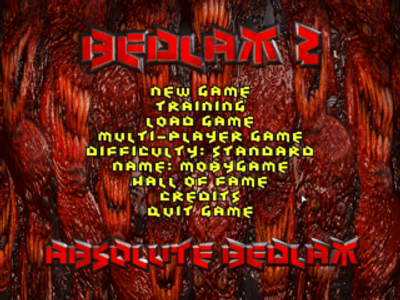 BEDLAM 2
NEW GAME
TRAINING
LOAD GAME
MULTI-PLAYER GAME
DIFFICULTY: STANDARD
NAME: MOBYGAME
HALL OF FAME
CREDITS
QUIT GAME
ABSOLUTE BEDLAM